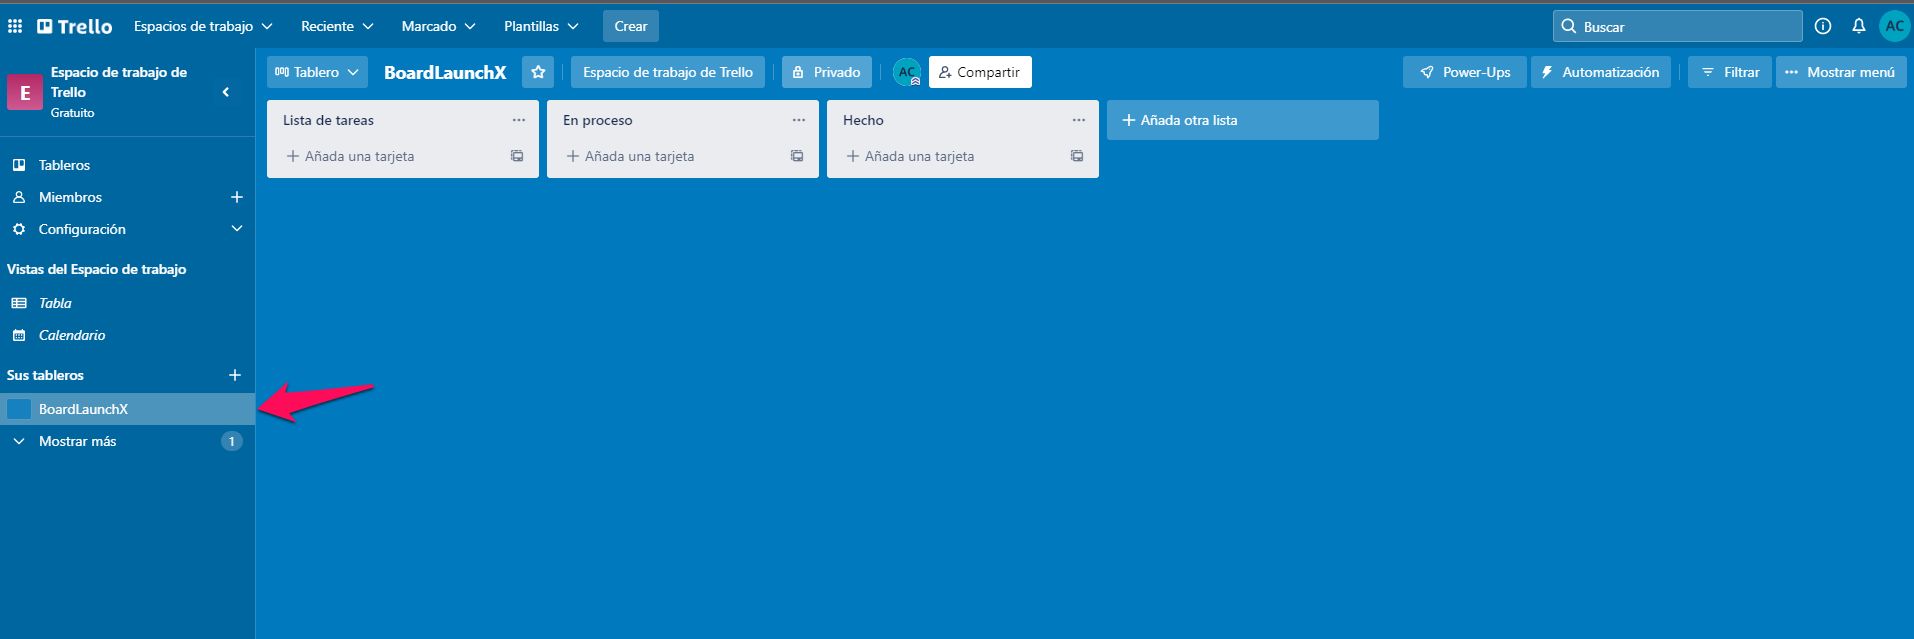 Trello Espacios de trabajo Reciente Marcado Plantillas Crear Buscar AC
E Espacio de trabajo de
Trello
Gratuito
Tablero BoardLaunchX Espacio de trabajo de Trello Privado AC Compartir Power-Ups Automatización Filtrar Mostrar menú
Tableros
Miembros
Configuración
Vistas del Espacio de trabajo
Tabla
Calendario
Sus tableros
BoardLaunchX
Mostrar más 1
Lista de tareas
Añada una tarjeta
En proceso
Añada una tarjeta
Hecho
Añada una tarjeta
Añada otra lista